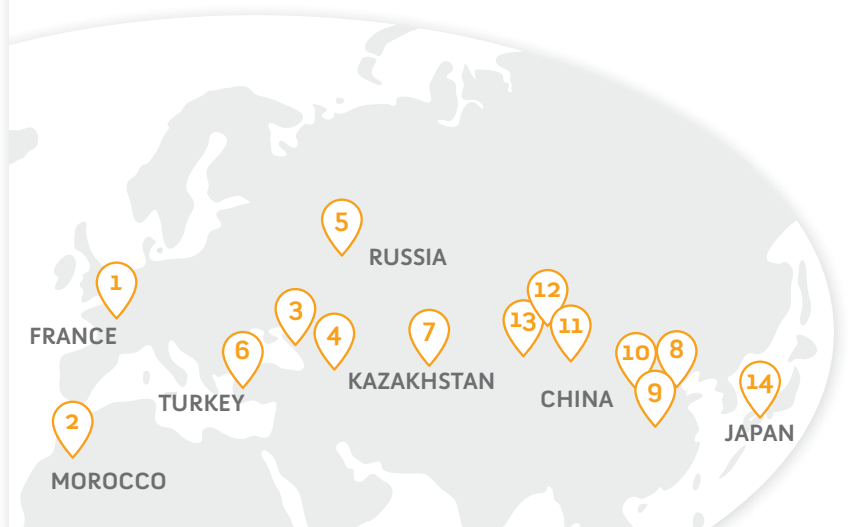 5
RUSSIA
1
FRANCE
12
3
13
11
4
7
6
10
8
KAZAKHSTAN
9
14
TURKEY
CHINA
2
JAPAN
MOROCCO